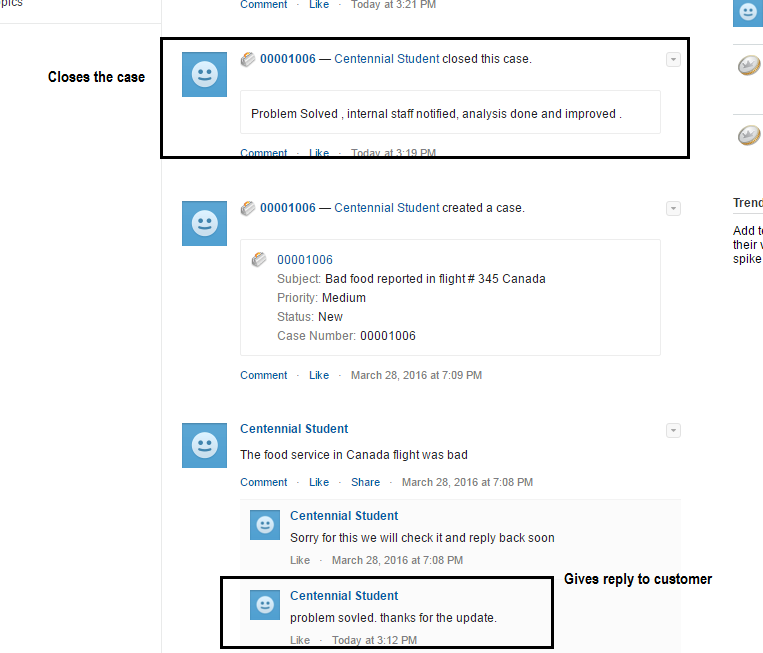 Comment · Like · Today at 3:21 PM
Closes the case
00001006 — Centennial Student closed this case.
Problem Solved , internal staff notified, analysis done and improved .
Comment · Like · Today at 3:19 PM
00001006 — Centennial Student created a case.
00001006
Subject: Bad food reported in flight # 345 Canada
Priority: Medium
Status: New
Case Number: 00001006
Comment · Like · March 28, 2016 at 7:09 PM
Centennial Student
The food service in Canada flight was bad
Comment · Like · Share · March 28, 2016 at 7:08 PM
Centennial Student
Sorry for this we will check it and reply back soon
Like · March 28, 2016 at 7:08 PM
Gives reply to customer
Centennial Student
problem sovled. thanks for the update.
Like · Today at 3:12 PM
Trend
Add t
their
spike